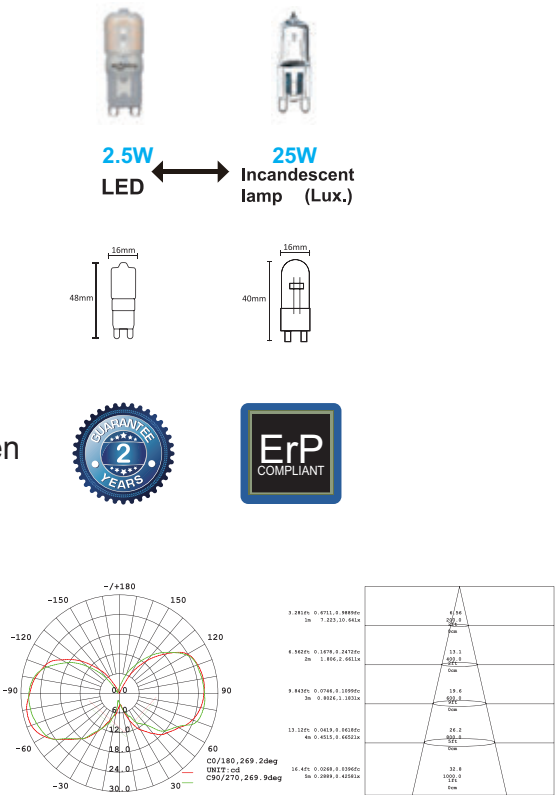 2.5W
LED
25W
Incandescent
lamp (Lux.)
16mm
48mm
16mm
40mm
en
GUARANTEE
2
YEARS
ErP
COMPLIANT
-/+180
-150
150
-120
120
-90
90
-60
60
-30
30
0.0
6.0
12.0
18.0
24.0
30.0
C0/180,269.2deg
UNIT:cd
C90/270,269.9deg
3.281ft 0.6711,0.9889fc
1m 7.223,10.64lx
6.562ft 0.1678,0.2472fc
2m 1.806,2.661lx
9.843ft 0.0746,0.1099fc
3m 0.8026,1.183lx
13.12ft 0.0419,0.0618fc
4m 0.4515,0.6652lx
16.4ft 0.0268,0.0396fc
5m 0.2889,0.4258lx
6.56
200.0
0cm
13.1
400.0
0cm
19.6
600.0
0cm
26.2
800.0
0cm
32.8
1000.0
0cm